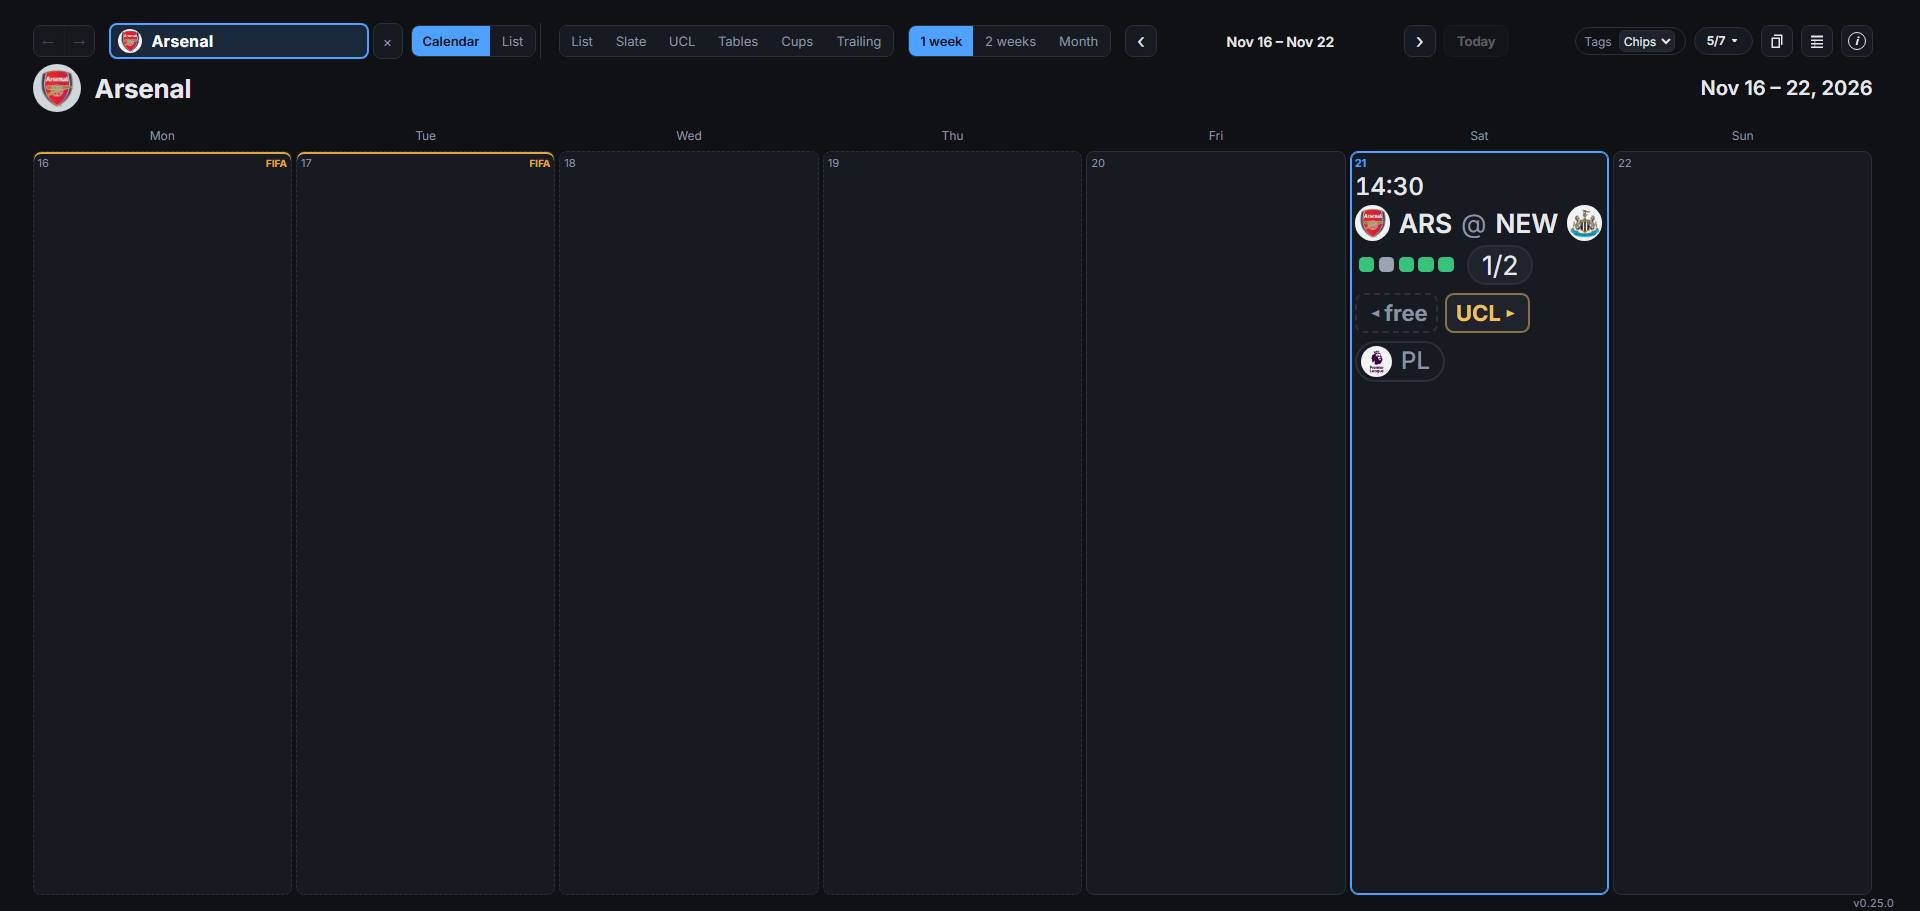 ← → Arsenal × Calendar List List Slate UCL Tables Cups Trailing 1 week 2 weeks Month ‹ Nov 16 – Nov 22 › Today Tags Chips 5/7 i
Arsenal Nov 16 – 22, 2026
Mon Tue Wed Thu Fri Sat Sun
16 FIFA 17 FIFA 18 19 20 21 22
14:30
ARS @ NEW
1/2
◂ free UCL ▸
PL
v0.25.0